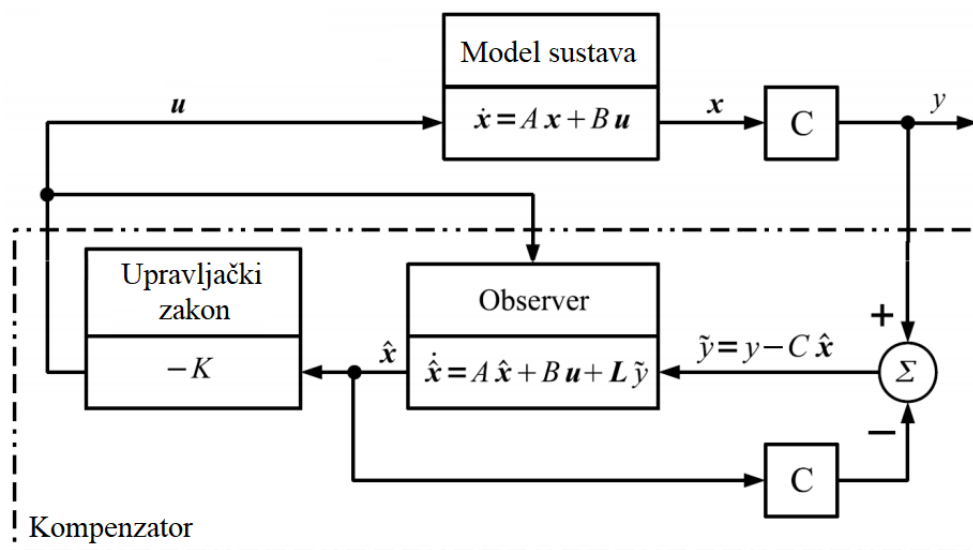 Model sustava
u
ẋ = A x + B u
x
C
y
Upravljački
zakon
−K
x̂
Observer
x̂̇ = A x̂ + B u + L ỹ
ỹ = y − C x̂
+
Σ
−
C
Kompenzator